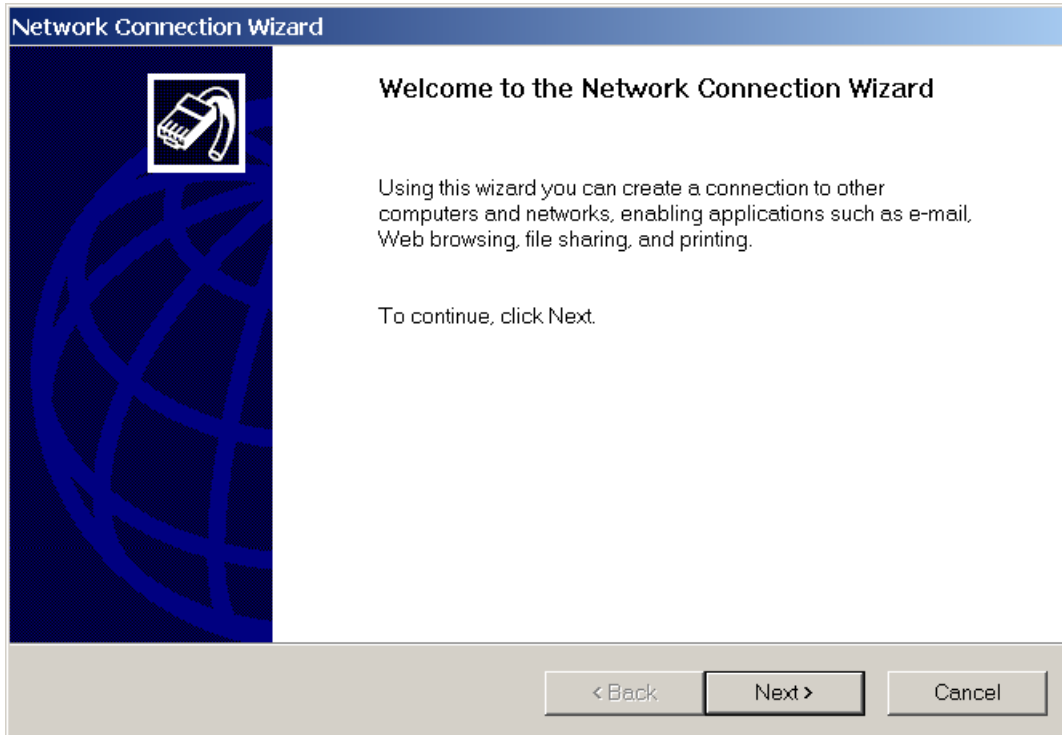 Network Connection Wizard
Welcome to the Network Connection Wizard
Using this wizard you can create a connection to other
computers and networks, enabling applications such as e-mail,
Web browsing, file sharing, and printing.
To continue, click Next.
< Back
Next >
Cancel